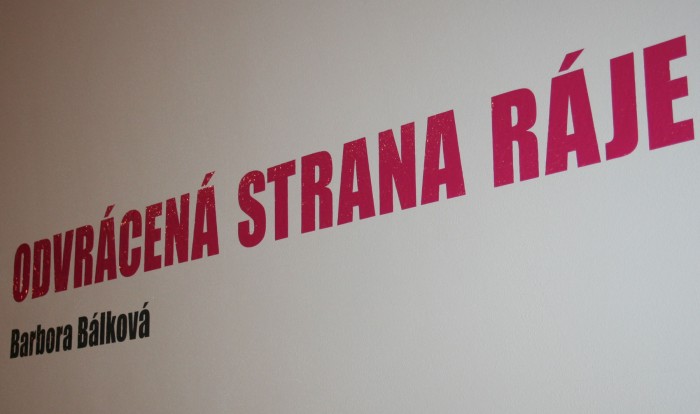 ODVRÁCENÁ STRANA RÁJE
Barbora Bálková